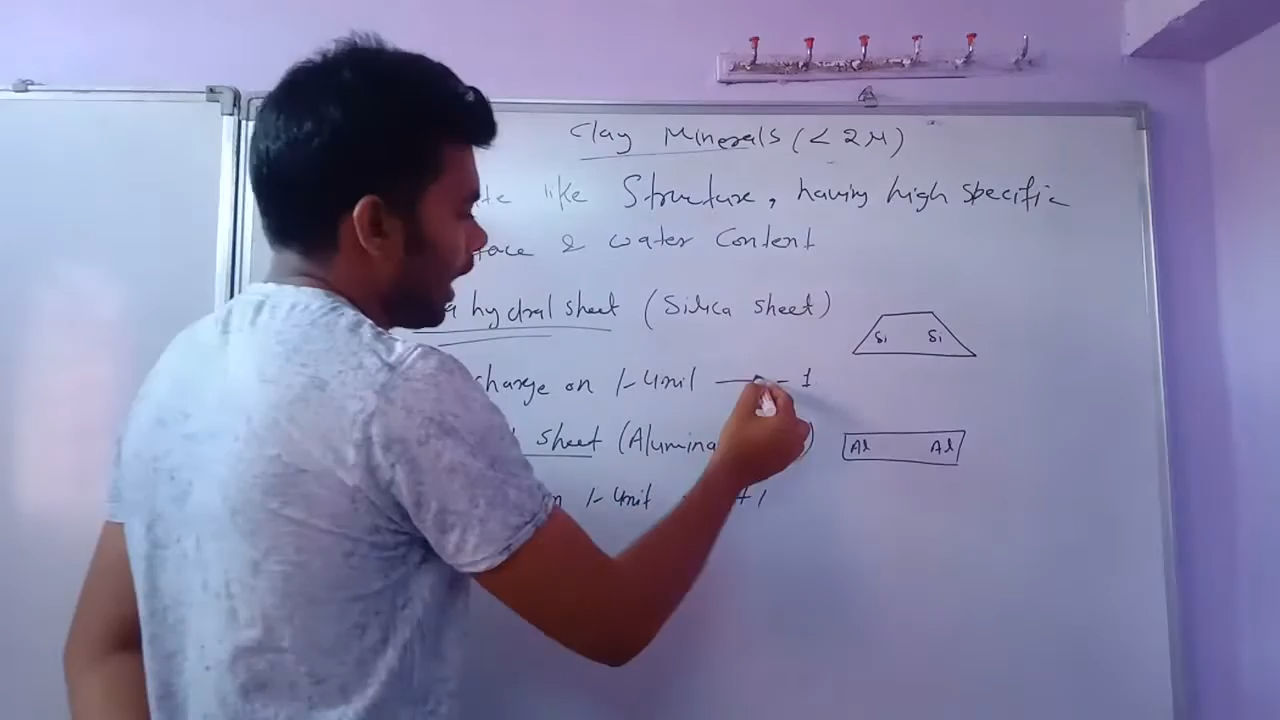 Clay Minerals (< 2μ)
like Structure, having high specific
& water Content
hydral sheet (Silica sheet)
Si Si
charge on 1-Unit → - 1
sheet (Alumina
Al Al
1-Unit +1